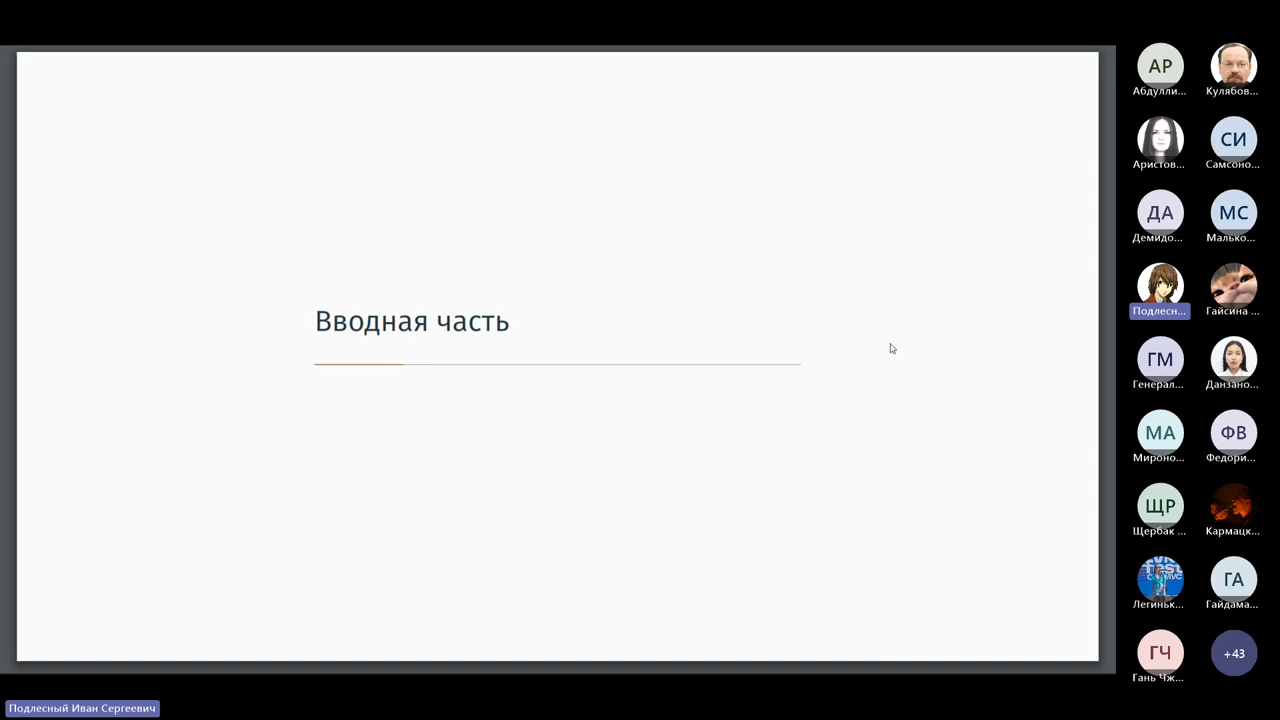 Вводная часть
АР
Абдулли...
Кулябов...
Аристов...
СИ
Самсоно...
ДА
Демидо...
МС
Малько...
Подлесн...
Гайсина ...
ГМ
Генерал...
Данзано...
МА
Мироно...
ФВ
Федори...
ЩР
Щербак ...
Кармацк...
Легиньк...
ГА
Гайдама...
ГЧ
Гань Чж...
+43
Подлесный Иван Сергеевич